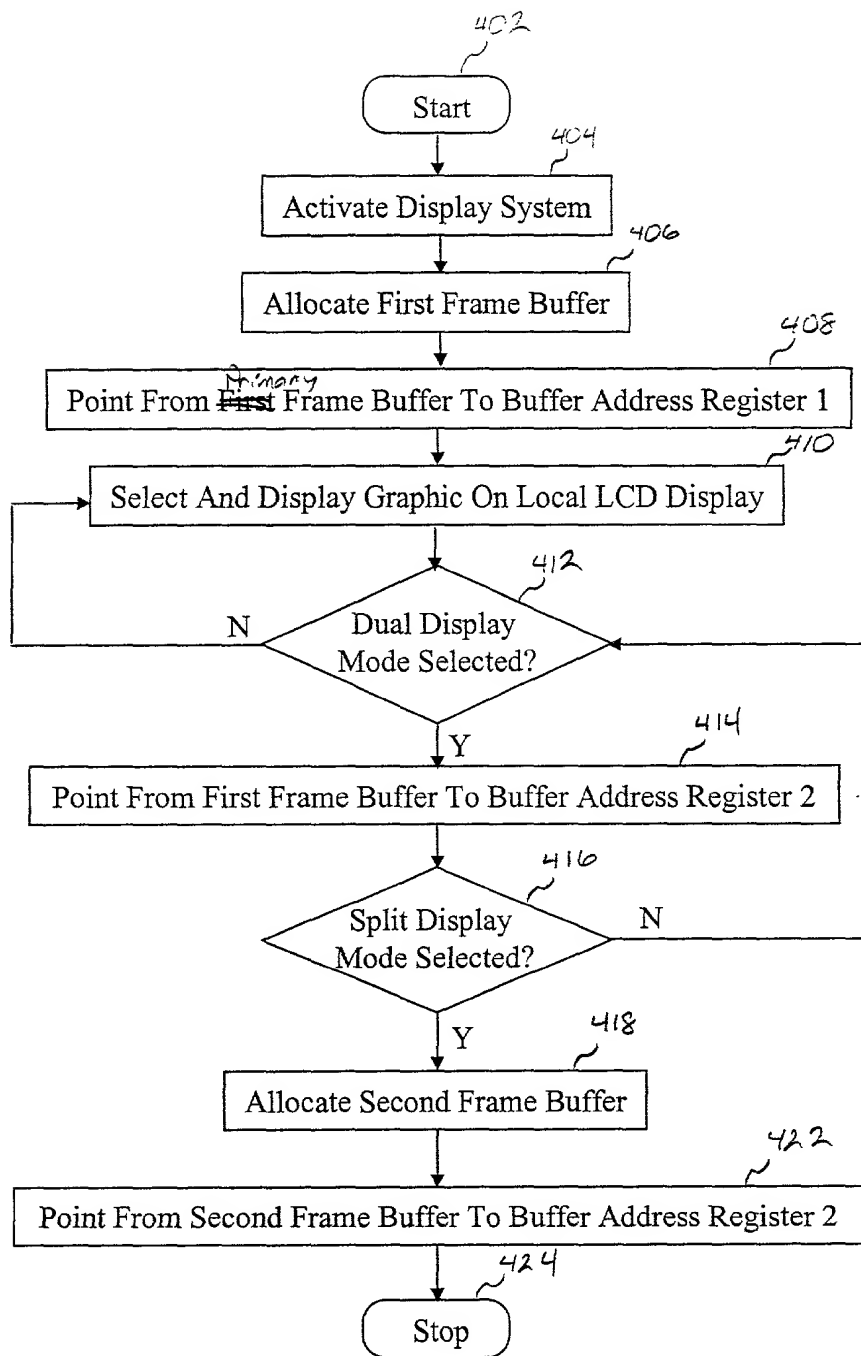 402
Start
404
Activate Display System
406
Allocate First Frame Buffer
408
Primary
Point From First Frame Buffer To Buffer Address Register 1
410
Select And Display Graphic On Local LCD Display
412
N
Dual Display
Mode Selected?
Y
414
Point From First Frame Buffer To Buffer Address Register 2
416
Split Display
Mode Selected?
N
Y
418
Allocate Second Frame Buffer
422
Point From Second Frame Buffer To Buffer Address Register 2
424
Stop